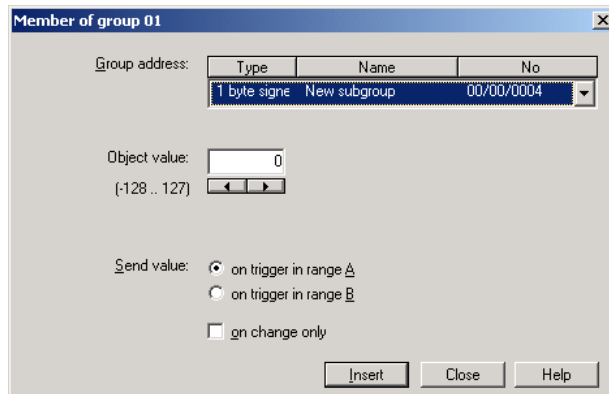 Member of group 01
Group address:
Type Name No
1 byte signe New subgroup 00/00/0004
Object value: 0
(-128 .. 127)
Send value: on trigger in range A
on trigger in range B
on change only
Insert Close Help